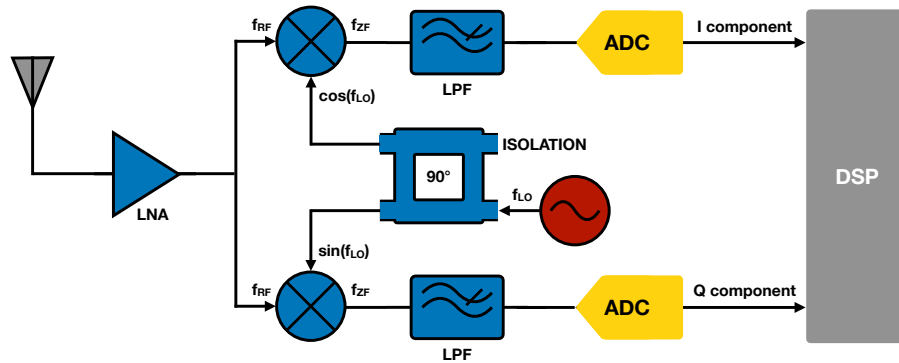 fRF
fZF
LPF
ADC
I component
cos(fLO)
ISOLATION
90°
fLO
LNA
DSP
sin(fLO)
fRF
fZF
LPF
ADC
Q component